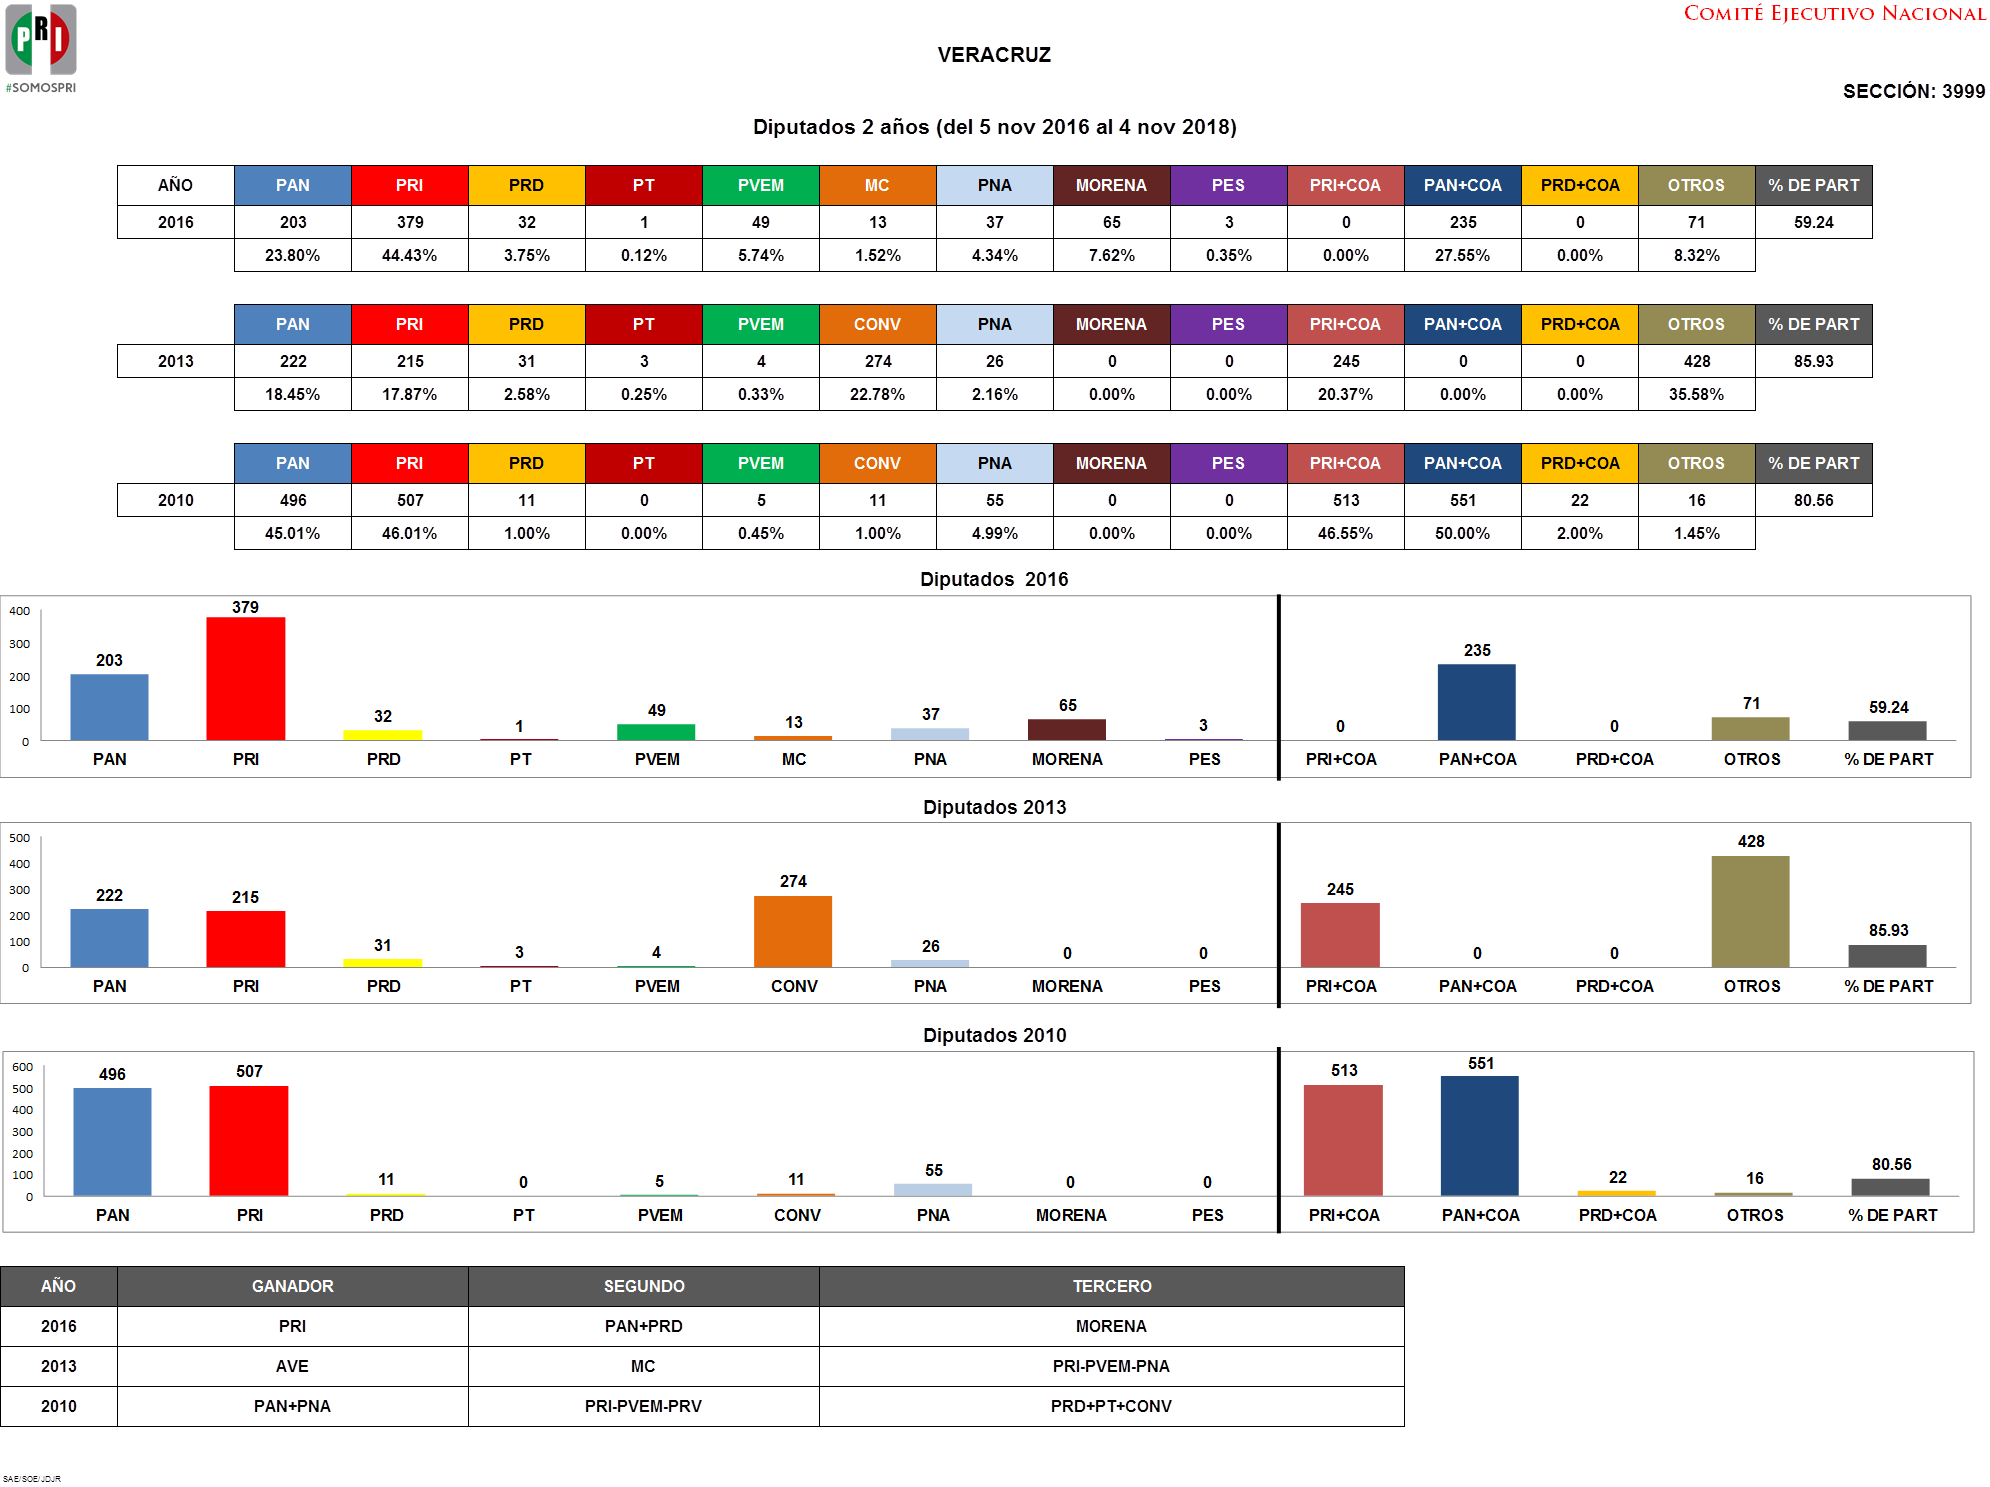 PRI
#SOMOSPRI
COMITÉ EJECUTIVO NACIONAL
VERACRUZ
SECCIÓN: 3999
Diputados 2 años (del 5 nov 2016 al 4 nov 2018)
AÑO PAN PRI PRD PT PVEM MC PNA MORENA PES PRI+COA PAN+COA PRD+COA OTROS % DE PART
2016 203 379 32 1 49 13 37 65 3 0 235 0 71 59.24
23.80% 44.43% 3.75% 0.12% 5.74% 1.52% 4.34% 7.62% 0.35% 0.00% 27.55% 0.00% 8.32%
PAN PRI PRD PT PVEM CONV PNA MORENA PES PRI+COA PAN+COA PRD+COA OTROS % DE PART
2013 222 215 31 3 4 274 26 0 0 245 0 0 428 85.93
18.45% 17.87% 2.58% 0.25% 0.33% 22.78% 2.16% 0.00% 0.00% 20.37% 0.00% 0.00% 35.58%
PAN PRI PRD PT PVEM CONV PNA MORENA PES PRI+COA PAN+COA PRD+COA OTROS % DE PART
2010 496 507 11 0 5 11 55 0 0 513 551 22 16 80.56
45.01% 46.01% 1.00% 0.00% 0.45% 1.00% 4.99% 0.00% 0.00% 46.55% 50.00% 2.00% 1.45%
Diputados 2016
400
300
200
100
0
203 379 32 1 49 13 37 65 3 0 235 0 71 59.24
PAN PRI PRD PT PVEM MC PNA MORENA PES PRI+COA PAN+COA PRD+COA OTROS % DE PART
Diputados 2013
500
400
300
200
100
0
222 215 31 3 4 274 26 0 0 245 0 0 428 85.93
PAN PRI PRD PT PVEM CONV PNA MORENA PES PRI+COA PAN+COA PRD+COA OTROS % DE PART
Diputados 2010
600
500
400
300
200
100
0
496 507 11 0 5 11 55 0 0 513 551 22 16 80.56
PAN PRI PRD PT PVEM CONV PNA MORENA PES PRI+COA PAN+COA PRD+COA OTROS % DE PART
AÑO GANADOR SEGUNDO TERCERO
2016 PRI PAN+PRD MORENA
2013 AVE MC PRI-PVEM-PNA
2010 PAN+PNA PRI-PVEM-PRV PRD+PT+CONV
SAE/SOE/JDJR